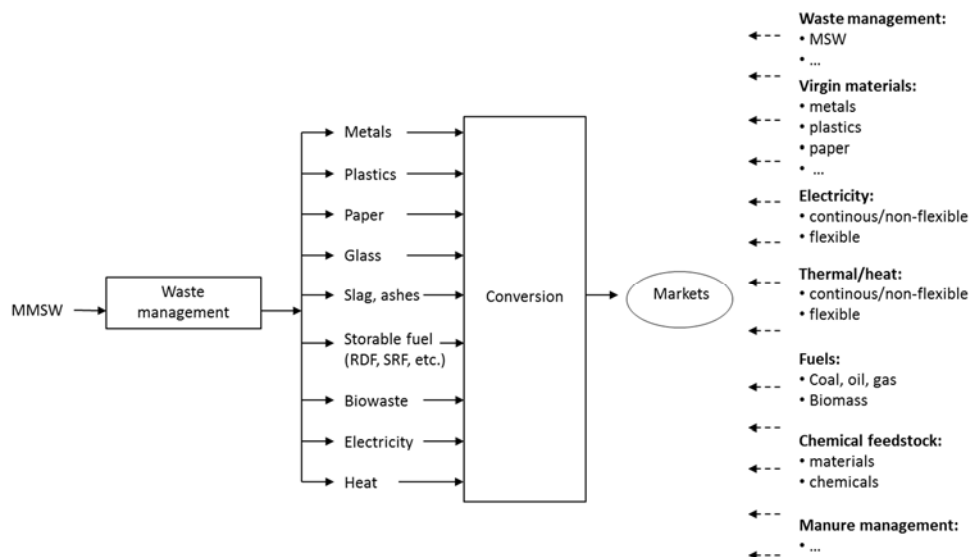 MMSW
Waste
management
Metals
Plastics
Paper
Glass
Slag, ashes
Storable fuel
(RDF, SRF, etc.)
Biowaste
Electricity
Heat
Conversion
Markets
Waste management:
• MSW
• ...
Virgin materials:
• metals
• plastics
• paper
• ...
Electricity:
• continous/non-flexible
• flexible
Thermal/heat:
• continous/non-flexible
• flexible
Fuels:
• Coal, oil, gas
• Biomass
Chemical feedstock:
• materials
• chemicals
Manure management:
• ...